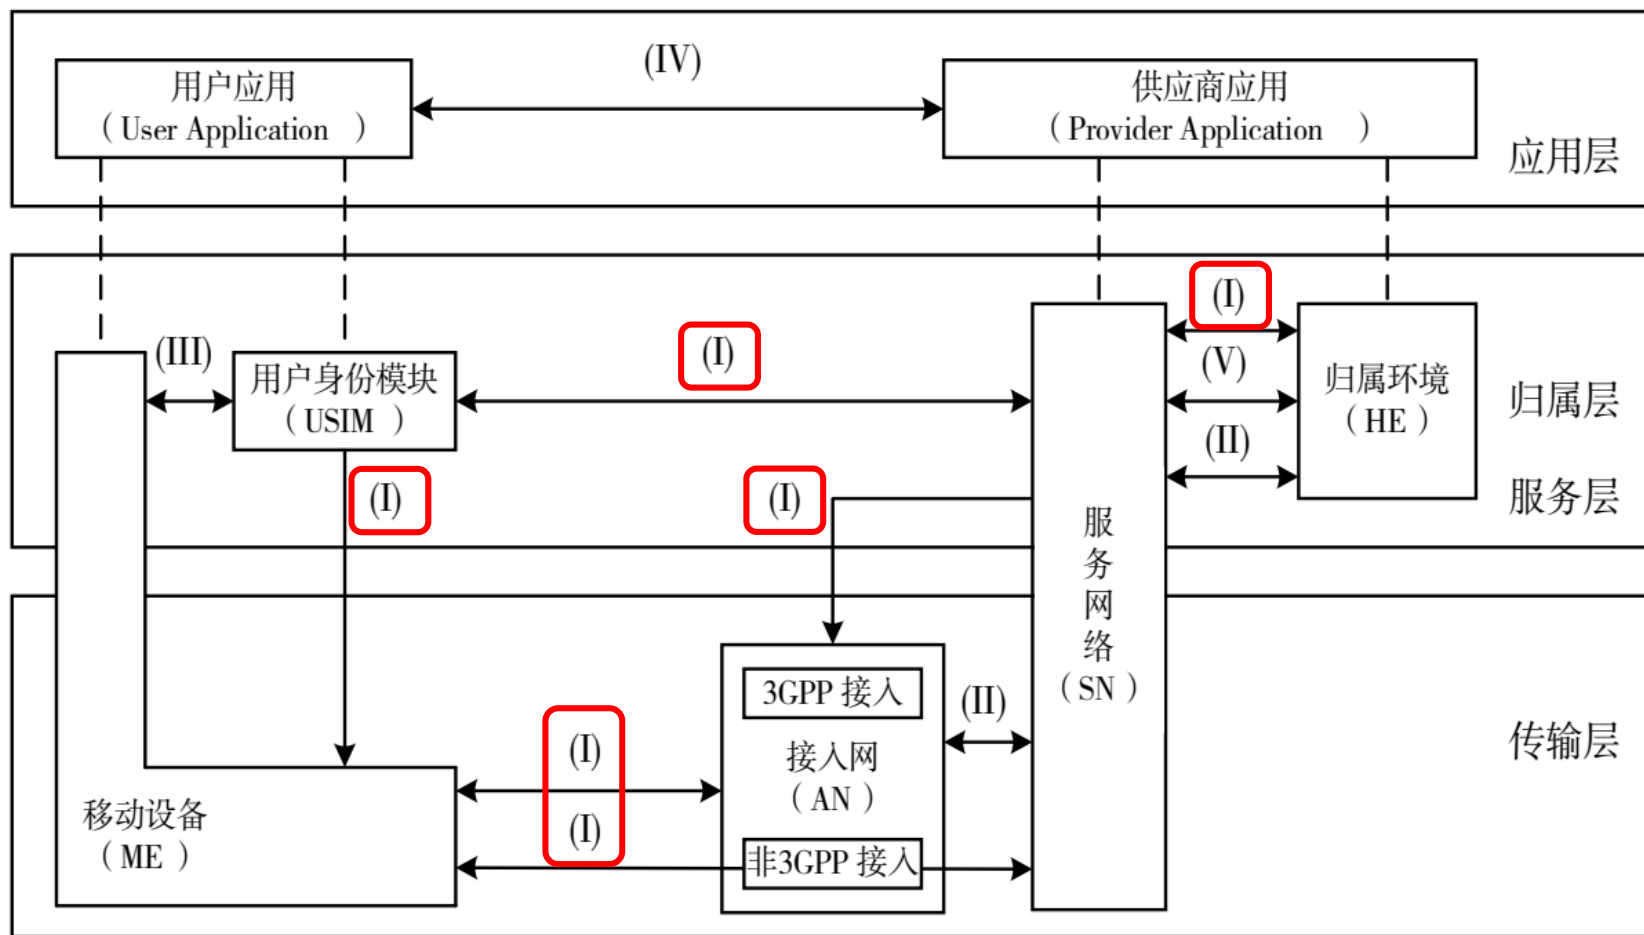 (IV)
用户应用
（User Application ）
供应商应用
（Provider Application ）
应用层
(I)
(III)
用户身份模块
（USIM ）
(I)
(V)
归属环境
（HE）
归属层
(II)
(I)
(I)
服务层
服
务
网
络
（SN）
3GPP 接入
(II)
接入网
（AN）
传输层
(I)
(I)
移动设备
（ME）
非3GPP 接入